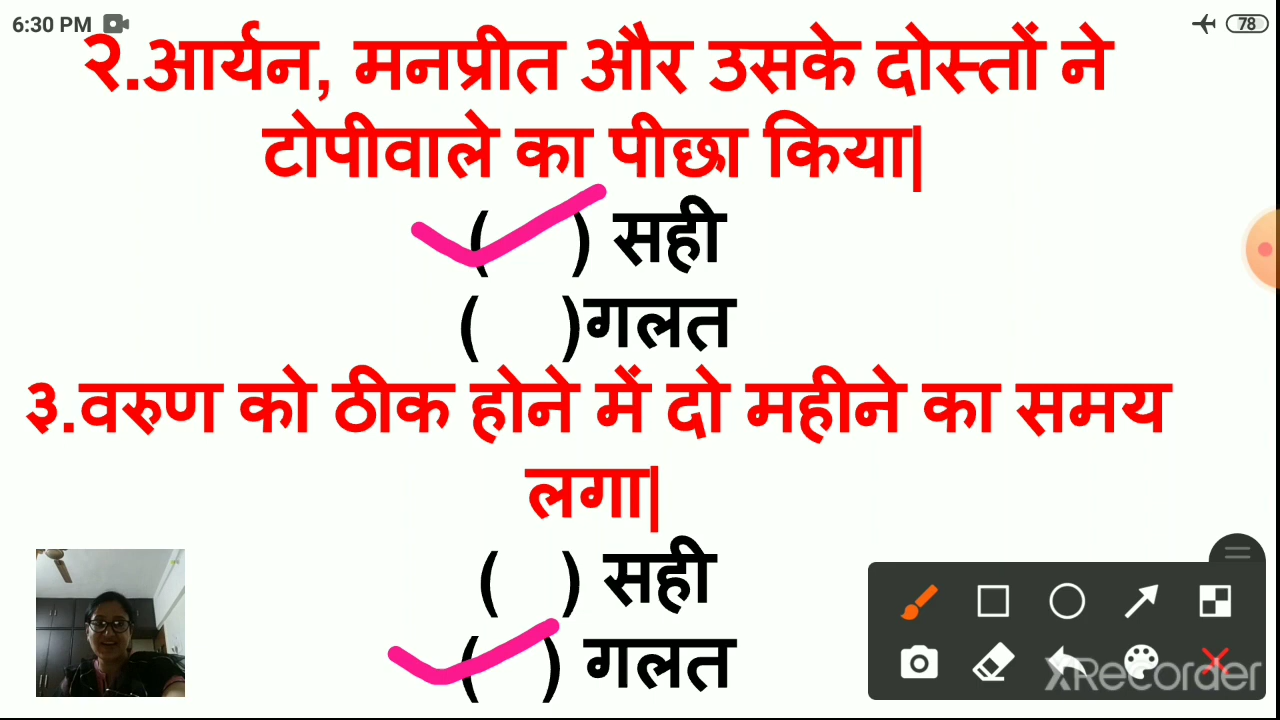 6:30 PM
78
२.आर्यन, मनप्रीत और उसके दोस्तों ने
टोपीवाले का पीछा किया|
( ) सही
( )गलत
३.वरुण को ठीक होने में दो महीने का समय
लगा|
( ) सही
( ) गलत
XRecorder